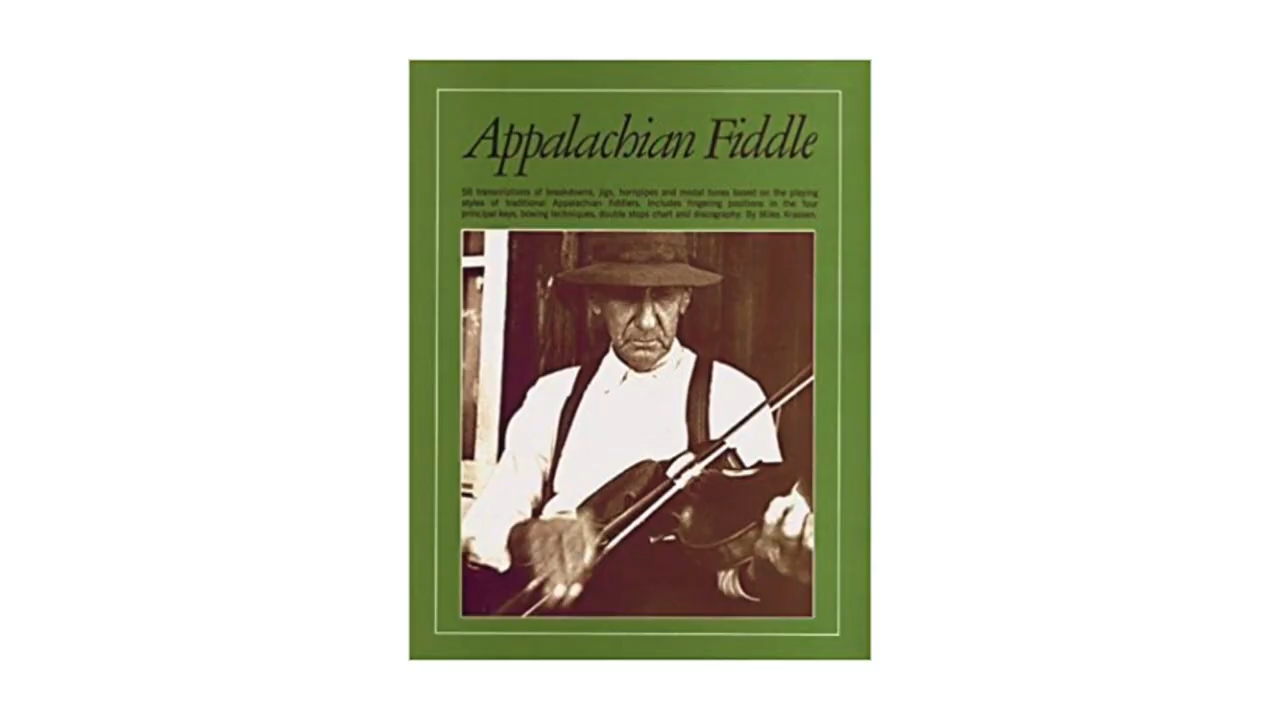 Appalachian Fiddle
58 transcriptions of breakdowns, jigs, hornpipes and modal tunes based on the playing
styles of traditional Appalachian fiddlers. Includes fingering positions in the four
principal keys, bowing techniques, double stops chart and discography. By Miles Krassen.